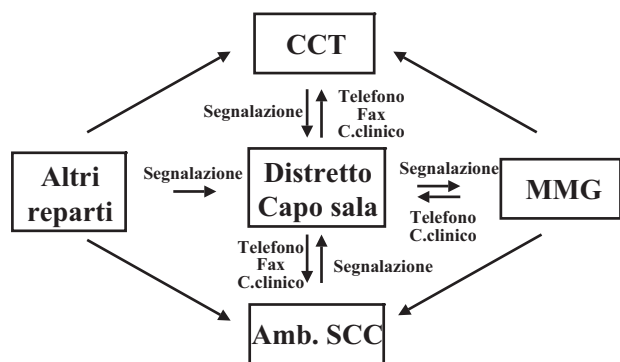 CCT
Segnalazione
Telefono
Fax
C.clinico
Altri
reparti
Segnalazione
Distretto
Capo sala
Segnalazione
Telefono
C.clinico
MMG
Telefono
Fax
C.clinico
Segnalazione
Amb. SCC